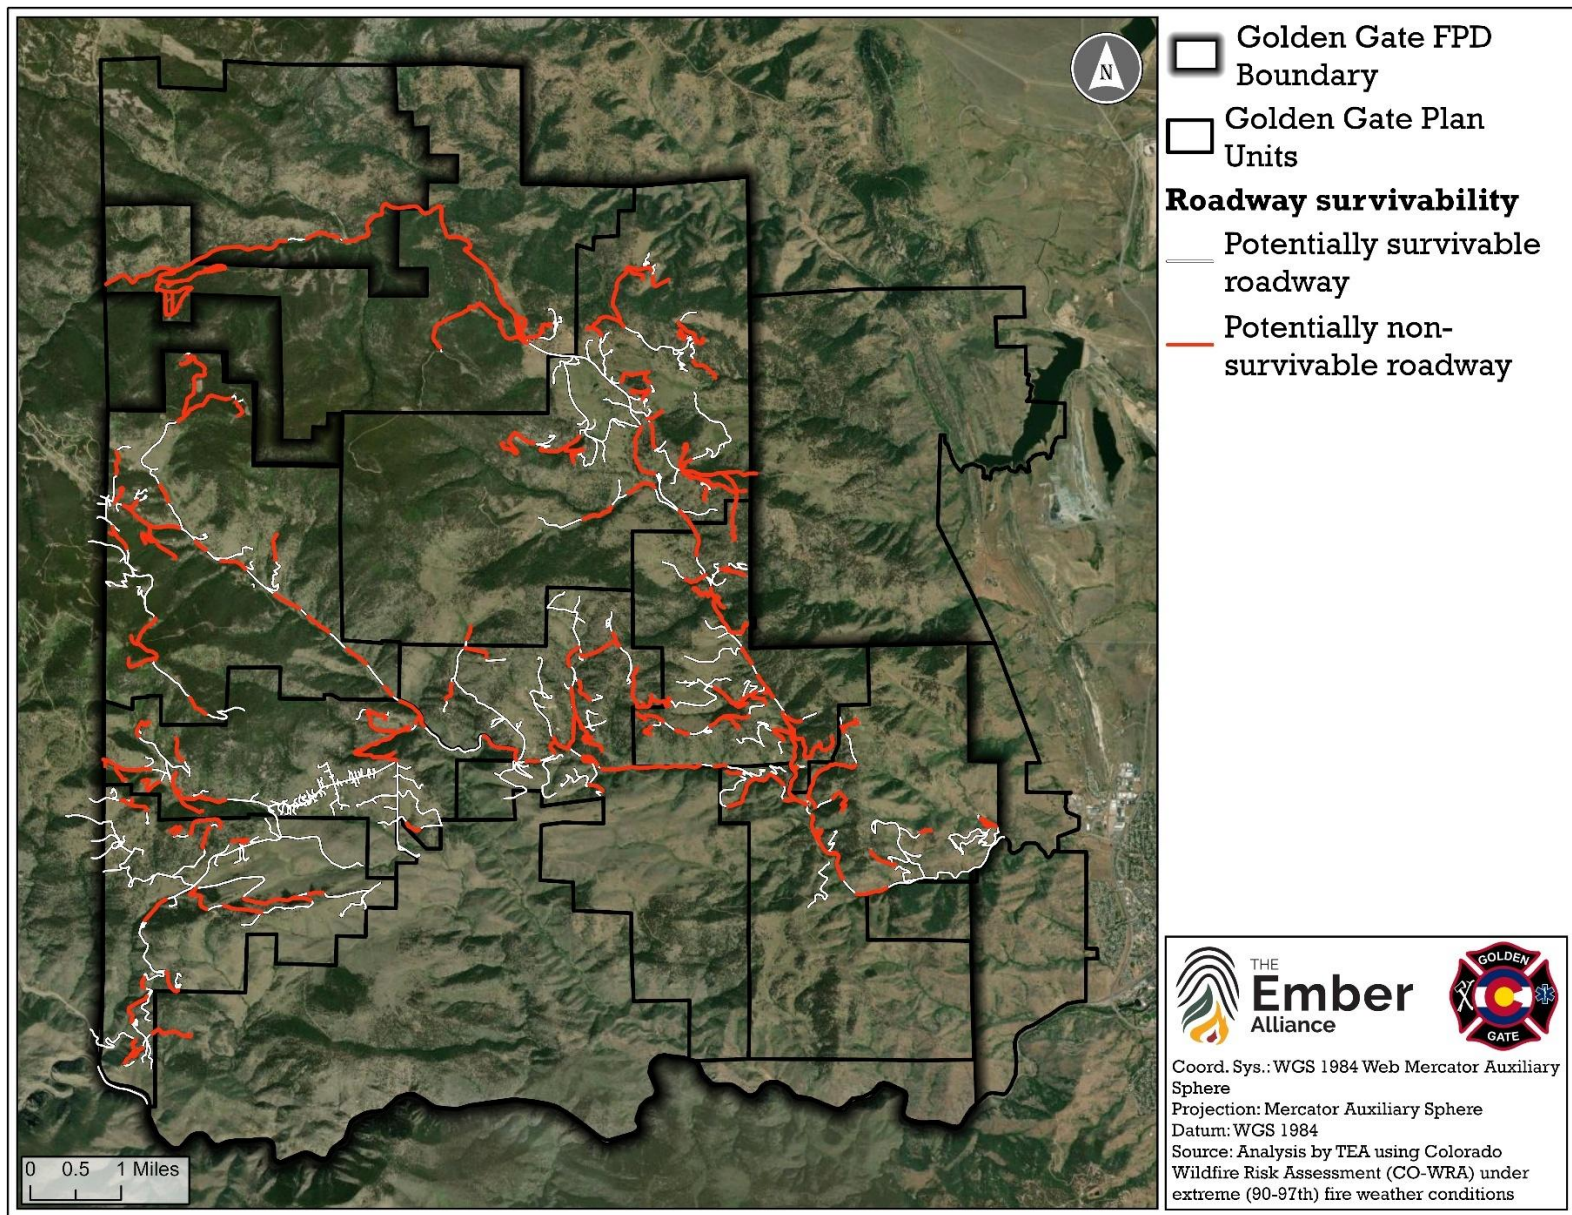 N
Golden Gate FPD
Boundary
Golden Gate Plan
Units
Roadway survivability
Potentially survivable
roadway
Potentially non-
survivable roadway
0 0.5 1 Miles
THE
Ember
Alliance
GOLDEN
GATE
Coord. Sys.: WGS 1984 Web Mercator Auxiliary
Sphere
Projection: Mercator Auxiliary Sphere
Datum: WGS 1984
Source: Analysis by TEA using Colorado
Wildfire Risk Assessment (CO-WRA) under
extreme (90-97th) fire weather conditions